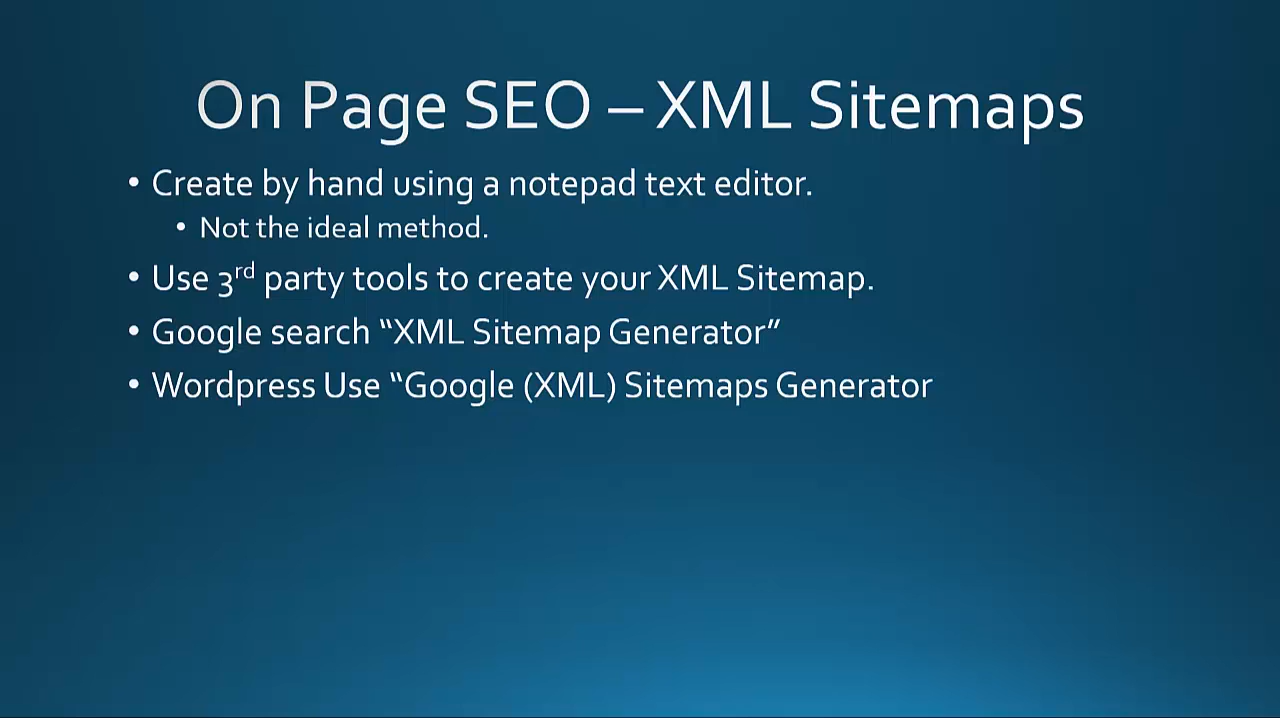 On Page SEO – XML Sitemaps
• Create by hand using a notepad text editor.
• Not the ideal method.
• Use 3rd party tools to create your XML Sitemap.
• Google search “XML Sitemap Generator”
• Wordpress Use “Google (XML) Sitemaps Generator